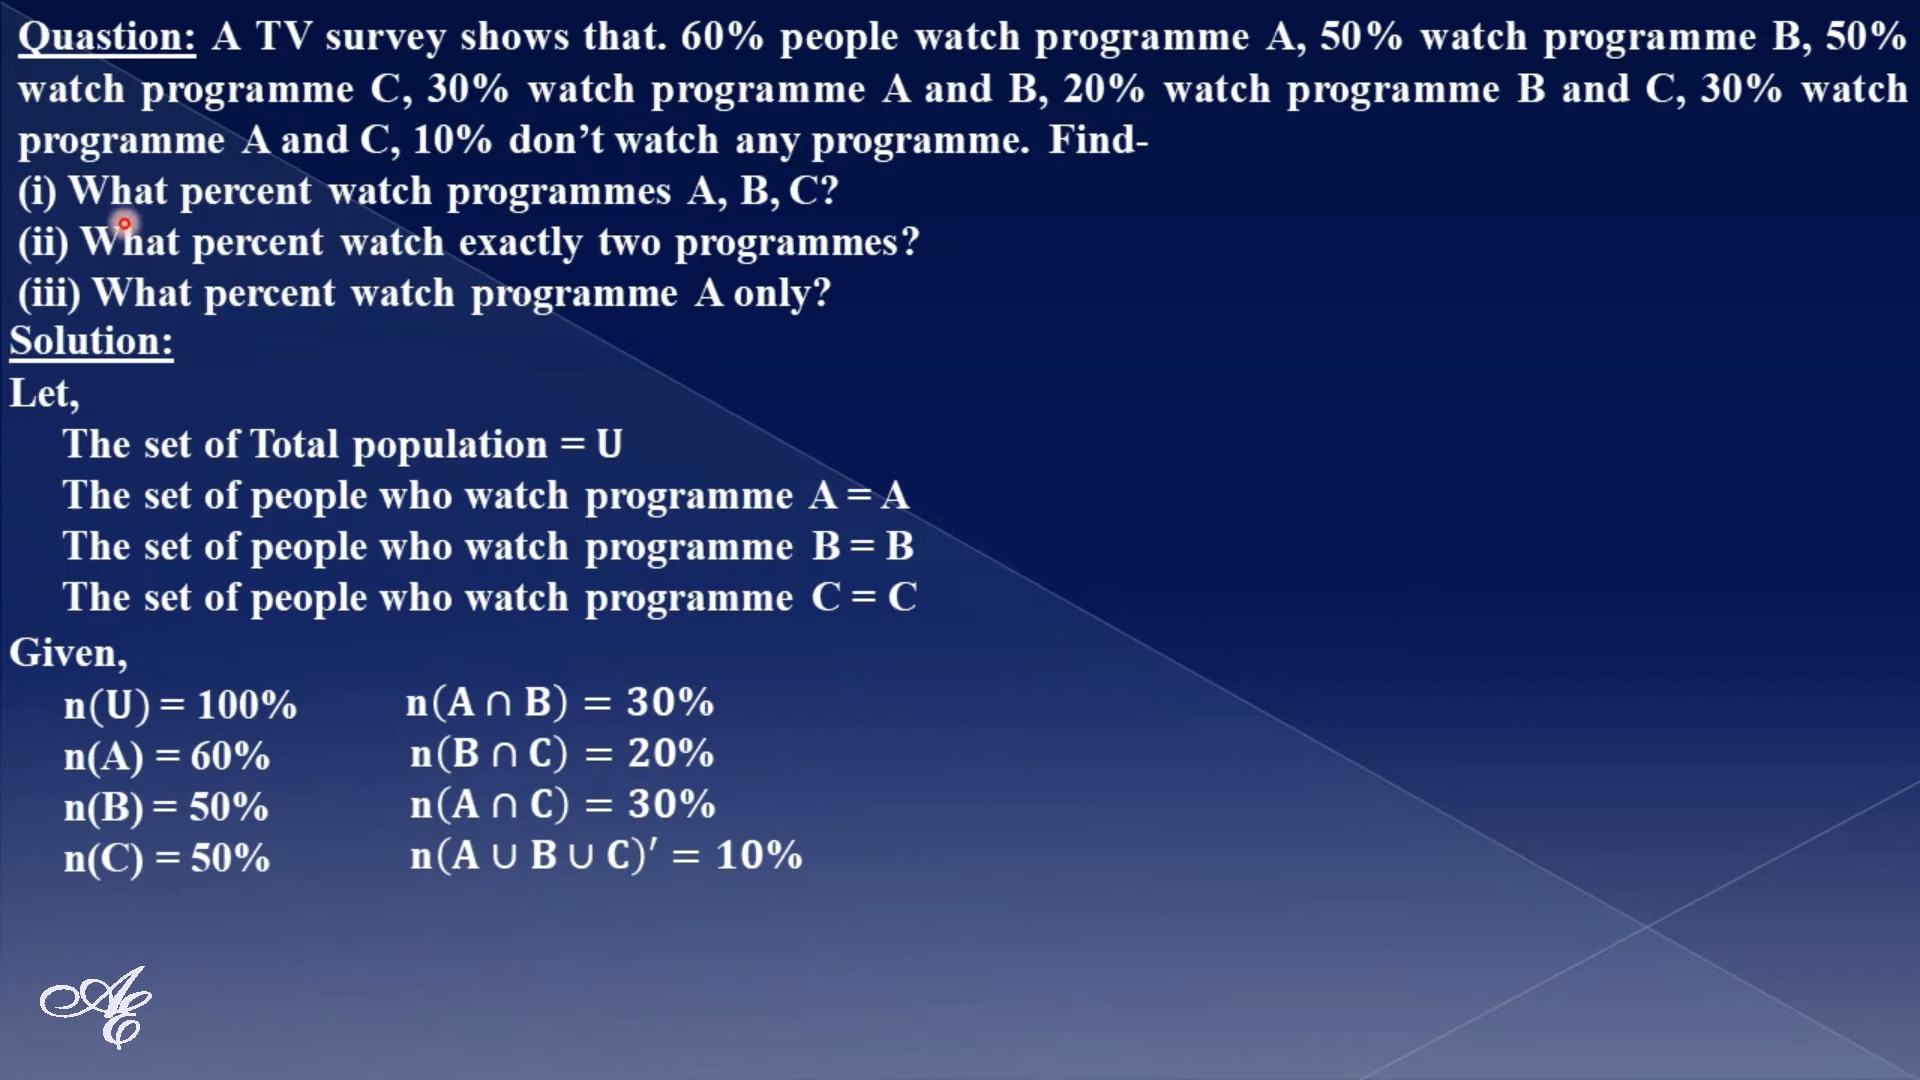 Quastion: A TV survey shows that. 60% people watch programme A, 50% watch programme B, 50%
watch programme C, 30% watch programme A and B, 20% watch programme B and C, 30% watch
programme A and C, 10% don’t watch any programme. Find-
(i) What percent watch programmes A, B, C?
(ii) What percent watch exactly two programmes?
(iii) What percent watch programme A only?
Solution:
Let,
The set of Total population = U
The set of people who watch programme A = A
The set of people who watch programme B = B
The set of people who watch programme C = C
Given,
n(U) = 100% n(A ∩ B) = 30%
n(A) = 60% n(B ∩ C) = 20%
n(B) = 50% n(A ∩ C) = 30%
n(C) = 50% n(A ∪ B ∪ C)′ = 10%
AE